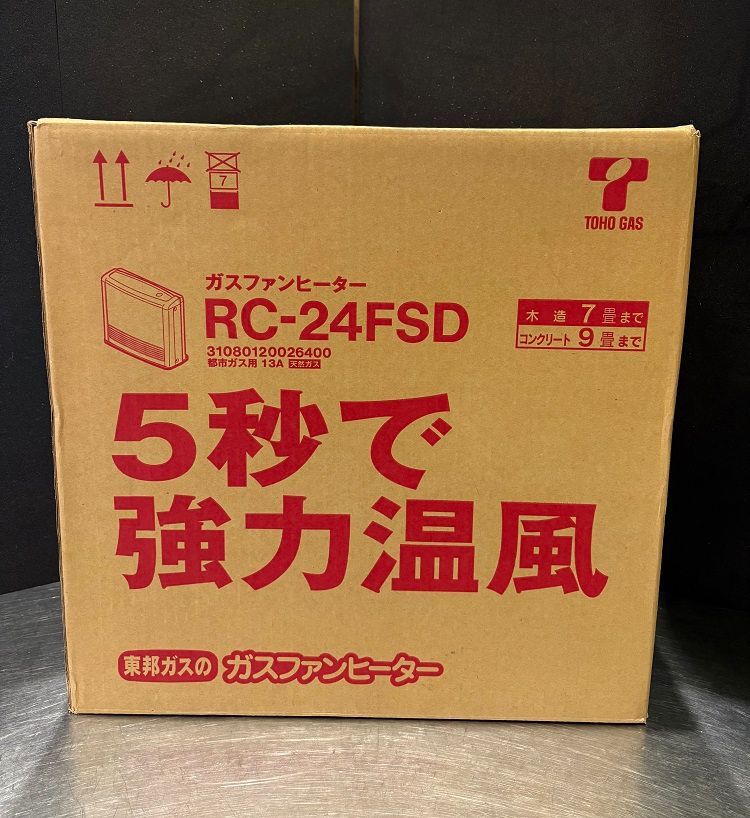 7
TOHO GAS
ガスファンヒーター
RC-24FSD
31080120026400
都市ガス用 13A 天然ガス
木造 7畳まで
コンクリート 9畳まで
5秒で
強力温風
東邦ガスの ガスファンヒーター